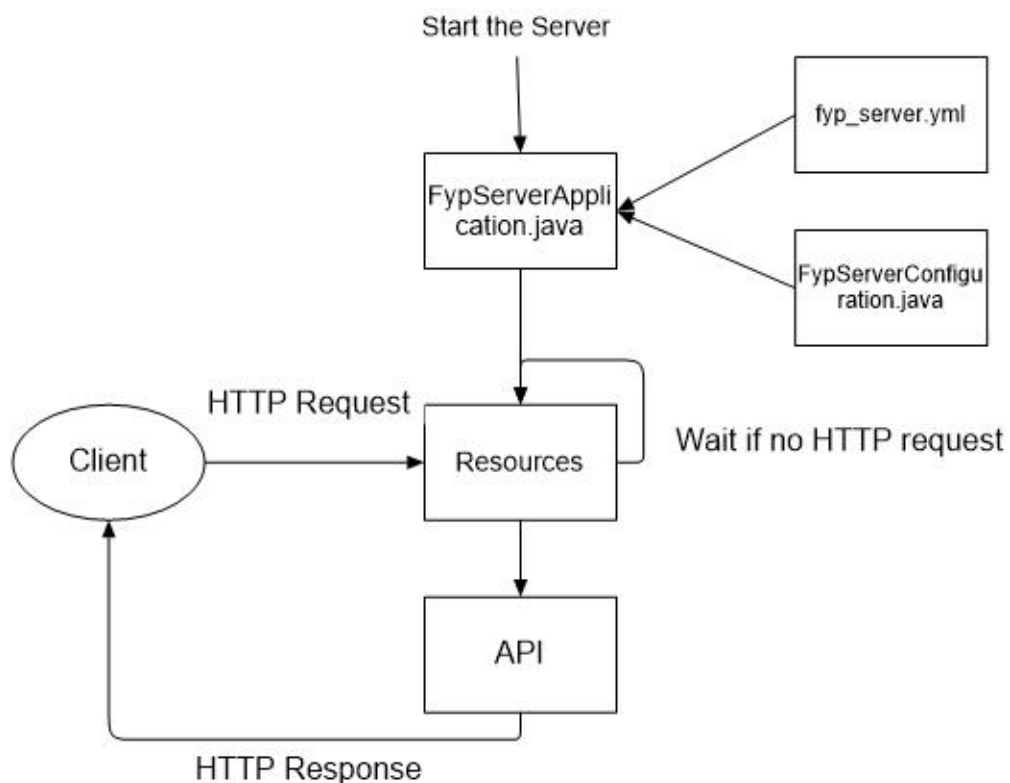 Start the Server
fyp_server.yml
FypServerAppli
cation.java
FypServerConfigu
ration.java
HTTP Request
Client
Resources
Wait if no HTTP request
API
HTTP Response